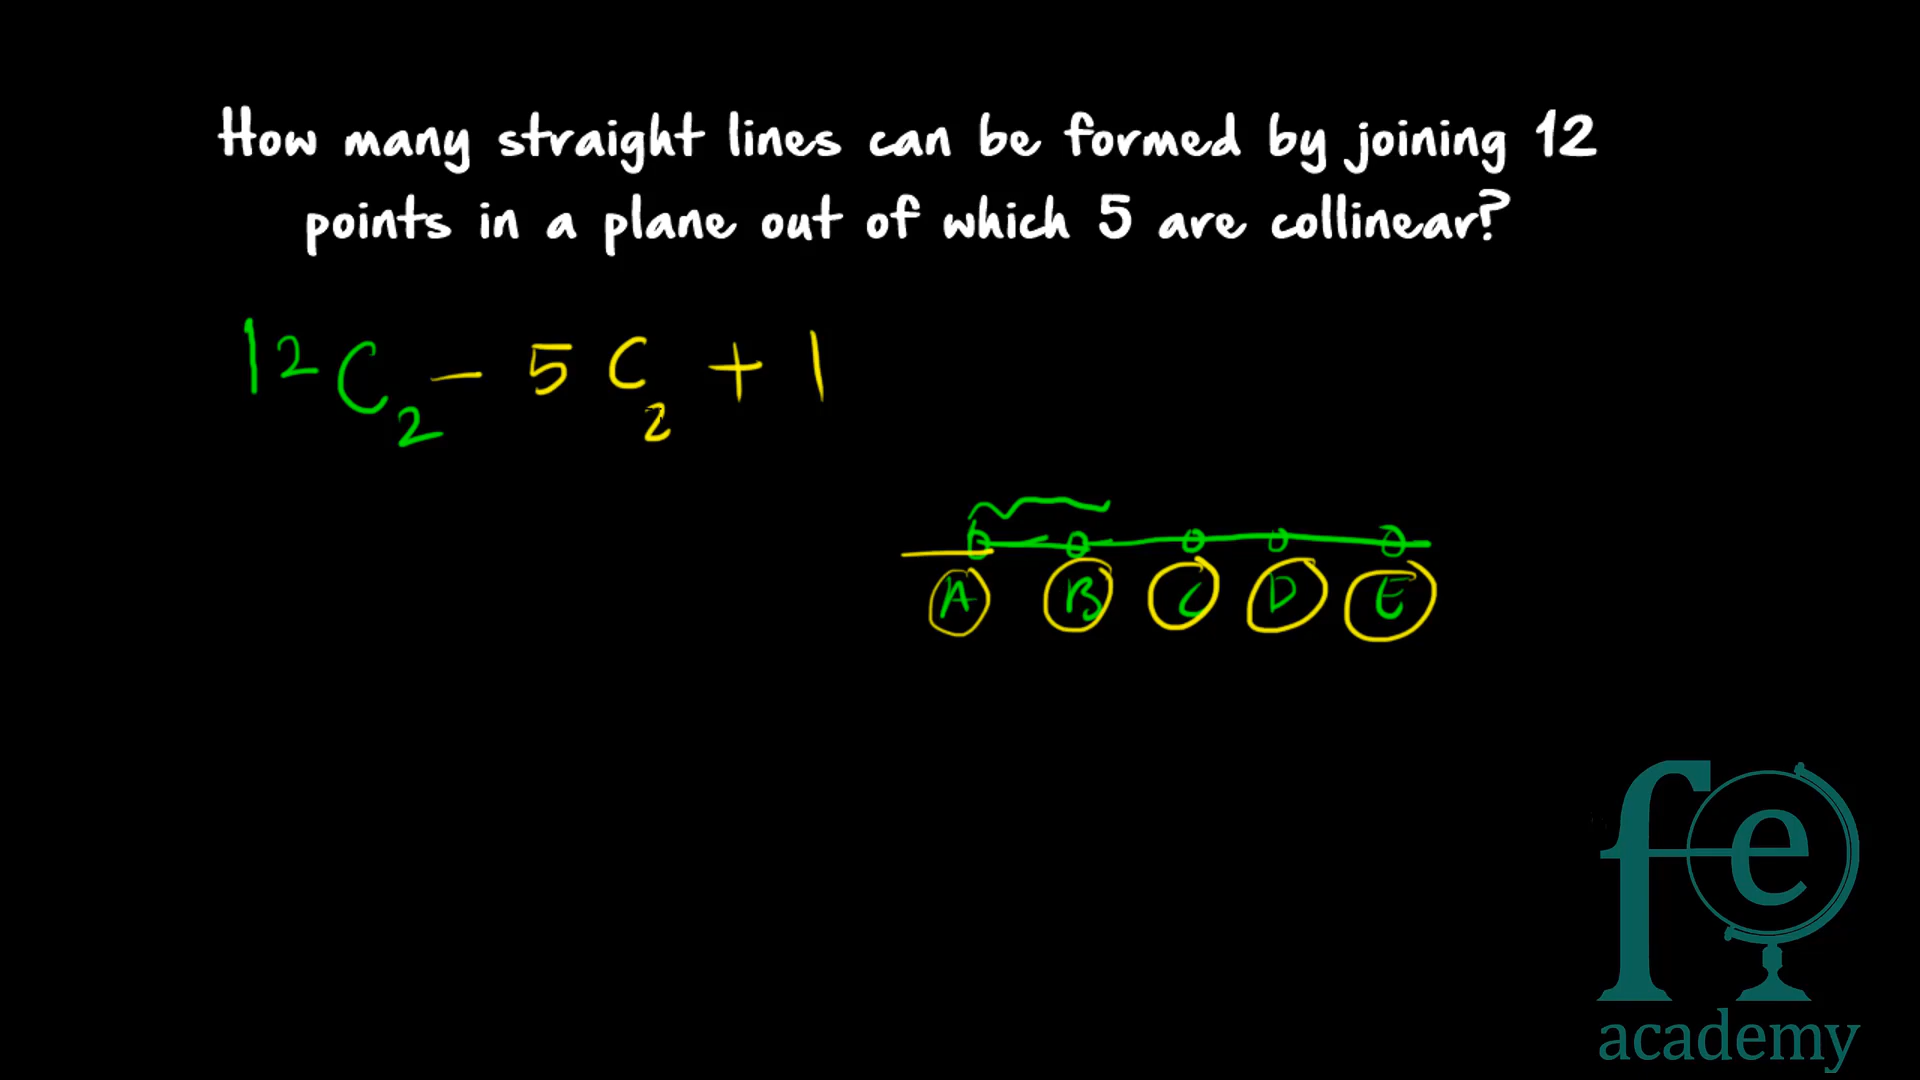 How many straight lines can be formed by joining 12
points in a plane out of which 5 are collinear?
12C2 - 5C2 + 1
A B C D E
fe
academy